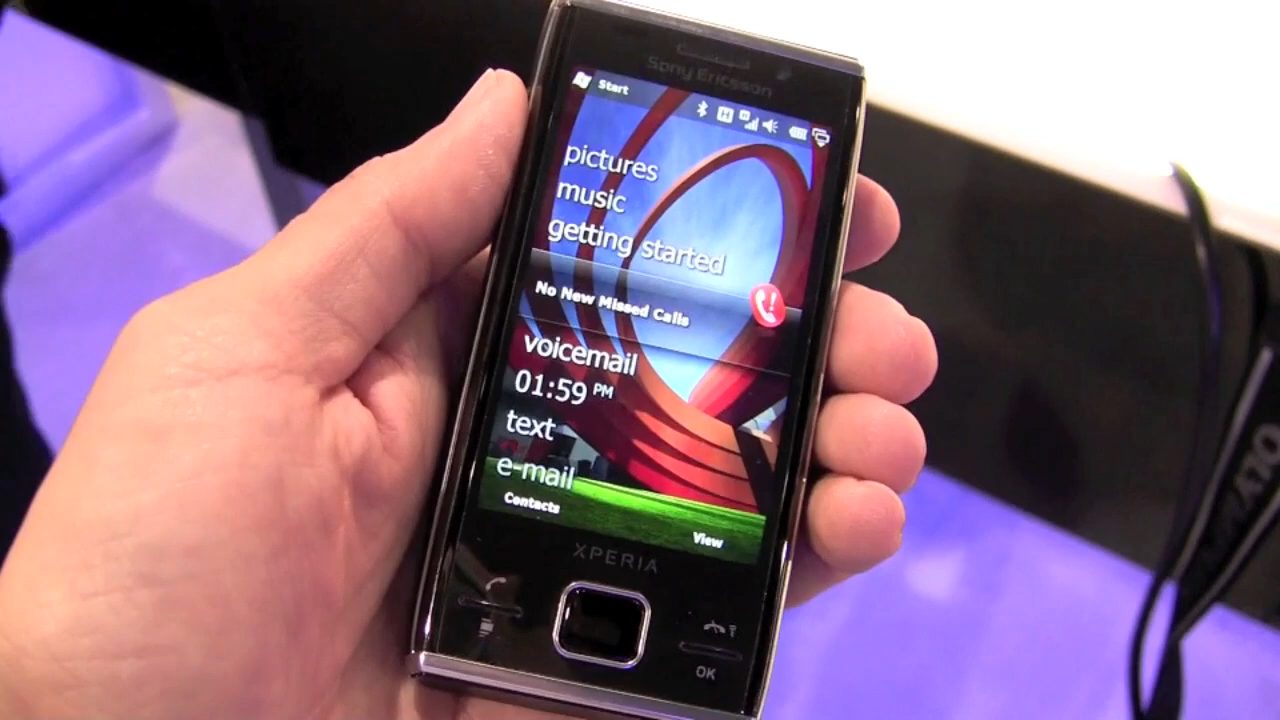 Sony Ericsson
Start
H
pictures
music
getting started
No New Missed Calls
voicemail
01:59 PM
text
e-mail
Contacts
View
XPERIA
OK